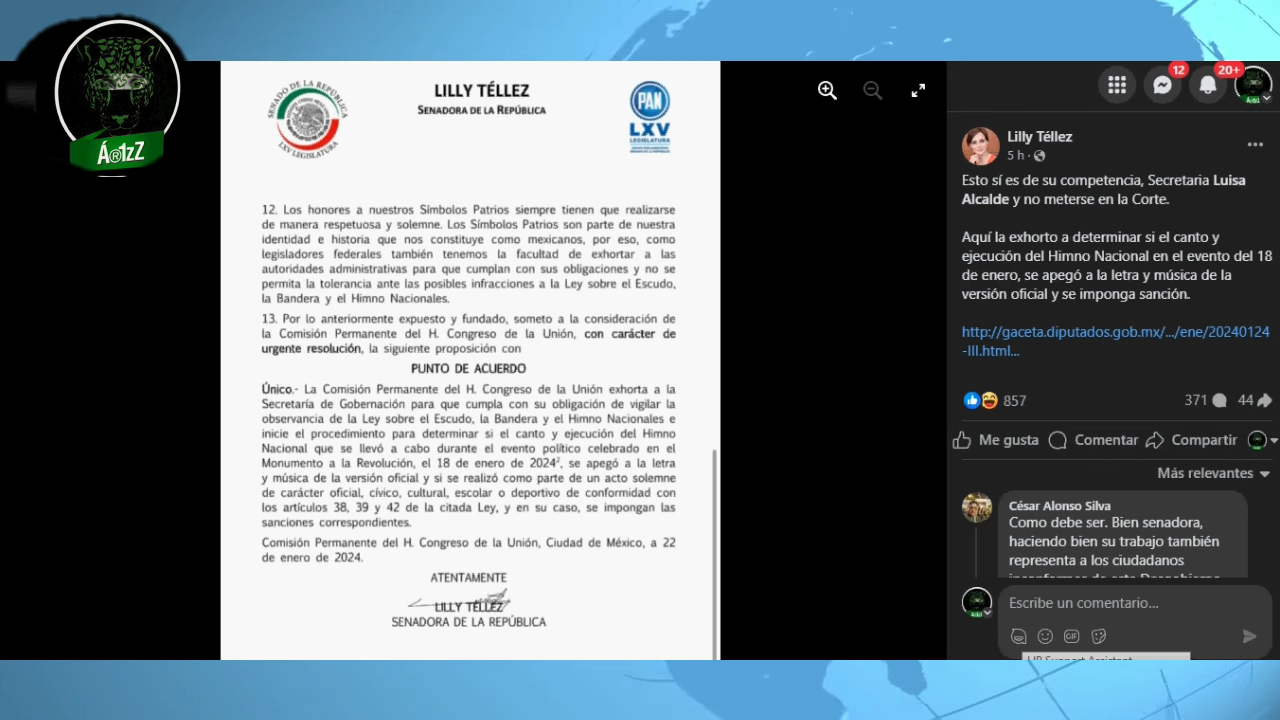 Á®1zZ
SENADO DE LA REPÚBLICA
LXV LEGISLATURA
LILLY TÉLLEZ
SENADORA DE LA REPÚBLICA
PAN
LXV
LEGISLATURA
12. Los honores a nuestros Símbolos Patrios siempre tienen que realizarse
de manera respetuosa y solemne. Los Símbolos Patrios son parte de nuestra
identidad e historia que nos constituye como mexicanos, por eso, como
legisladores federales también tenemos la facultad de exhortar a las
autoridades administrativas para que cumplan con sus obligaciones y no se
permita la tolerancia ante las posibles infracciones a la Ley sobre el Escudo,
la Bandera y el Himno Nacionales.
13. Por lo anteriormente expuesto y fundado, someto a la consideración de
la Comisión Permanente del H. Congreso de la Unión, con carácter de
urgente resolución, la siguiente proposición con
PUNTO DE ACUERDO
Único.- La Comisión Permanente del H. Congreso de la Unión exhorta a la
Secretaría de Gobernación para que cumpla con su obligación de vigilar la
observancia de la Ley sobre el Escudo, la Bandera y el Himno Nacionales e
inicie el procedimiento para determinar si el canto y ejecución del Himno
Nacional que se llevó a cabo durante el evento político celebrado en el
Monumento a la Revolución, el 18 de enero de 2024², se apegó a la letra
y música de la versión oficial y si se realizó como parte de un acto solemne
de carácter oficial, cívico, cultural, escolar o deportivo de conformidad con
los artículos 38, 39 y 42 de la citada Ley, y en su caso, se impongan las
sanciones correspondientes.
Comisión Permanente del H. Congreso de la Unión, Ciudad de México, a 22
de enero de 2024.
ATENTAMENTE
LILLY TÉLLEZ
SENADORA DE LA REPÚBLICA
12
20+
Lilly Téllez
5 h ·
Esto sí es de su competencia, Secretaria Luisa
Alcalde y no meterse en la Corte.
Aquí la exhorto a determinar si el canto y
ejecución del Himno Nacional en el evento del 18
de enero, se apegó a la letra y música de la
versión oficial y se imponga sanción.
http://gaceta.diputados.gob.mx/.../ene/20240124
-III.html...
857
371
44
Me gusta
Comentar
Compartir
Más relevantes
César Alonso Silva
Como debe ser. Bien senadora,
haciendo bien su trabajo también
representa a los ciudadanos
inconformes de este Desgobierno
Escribe un comentario...
GIF
HP Support Assistant